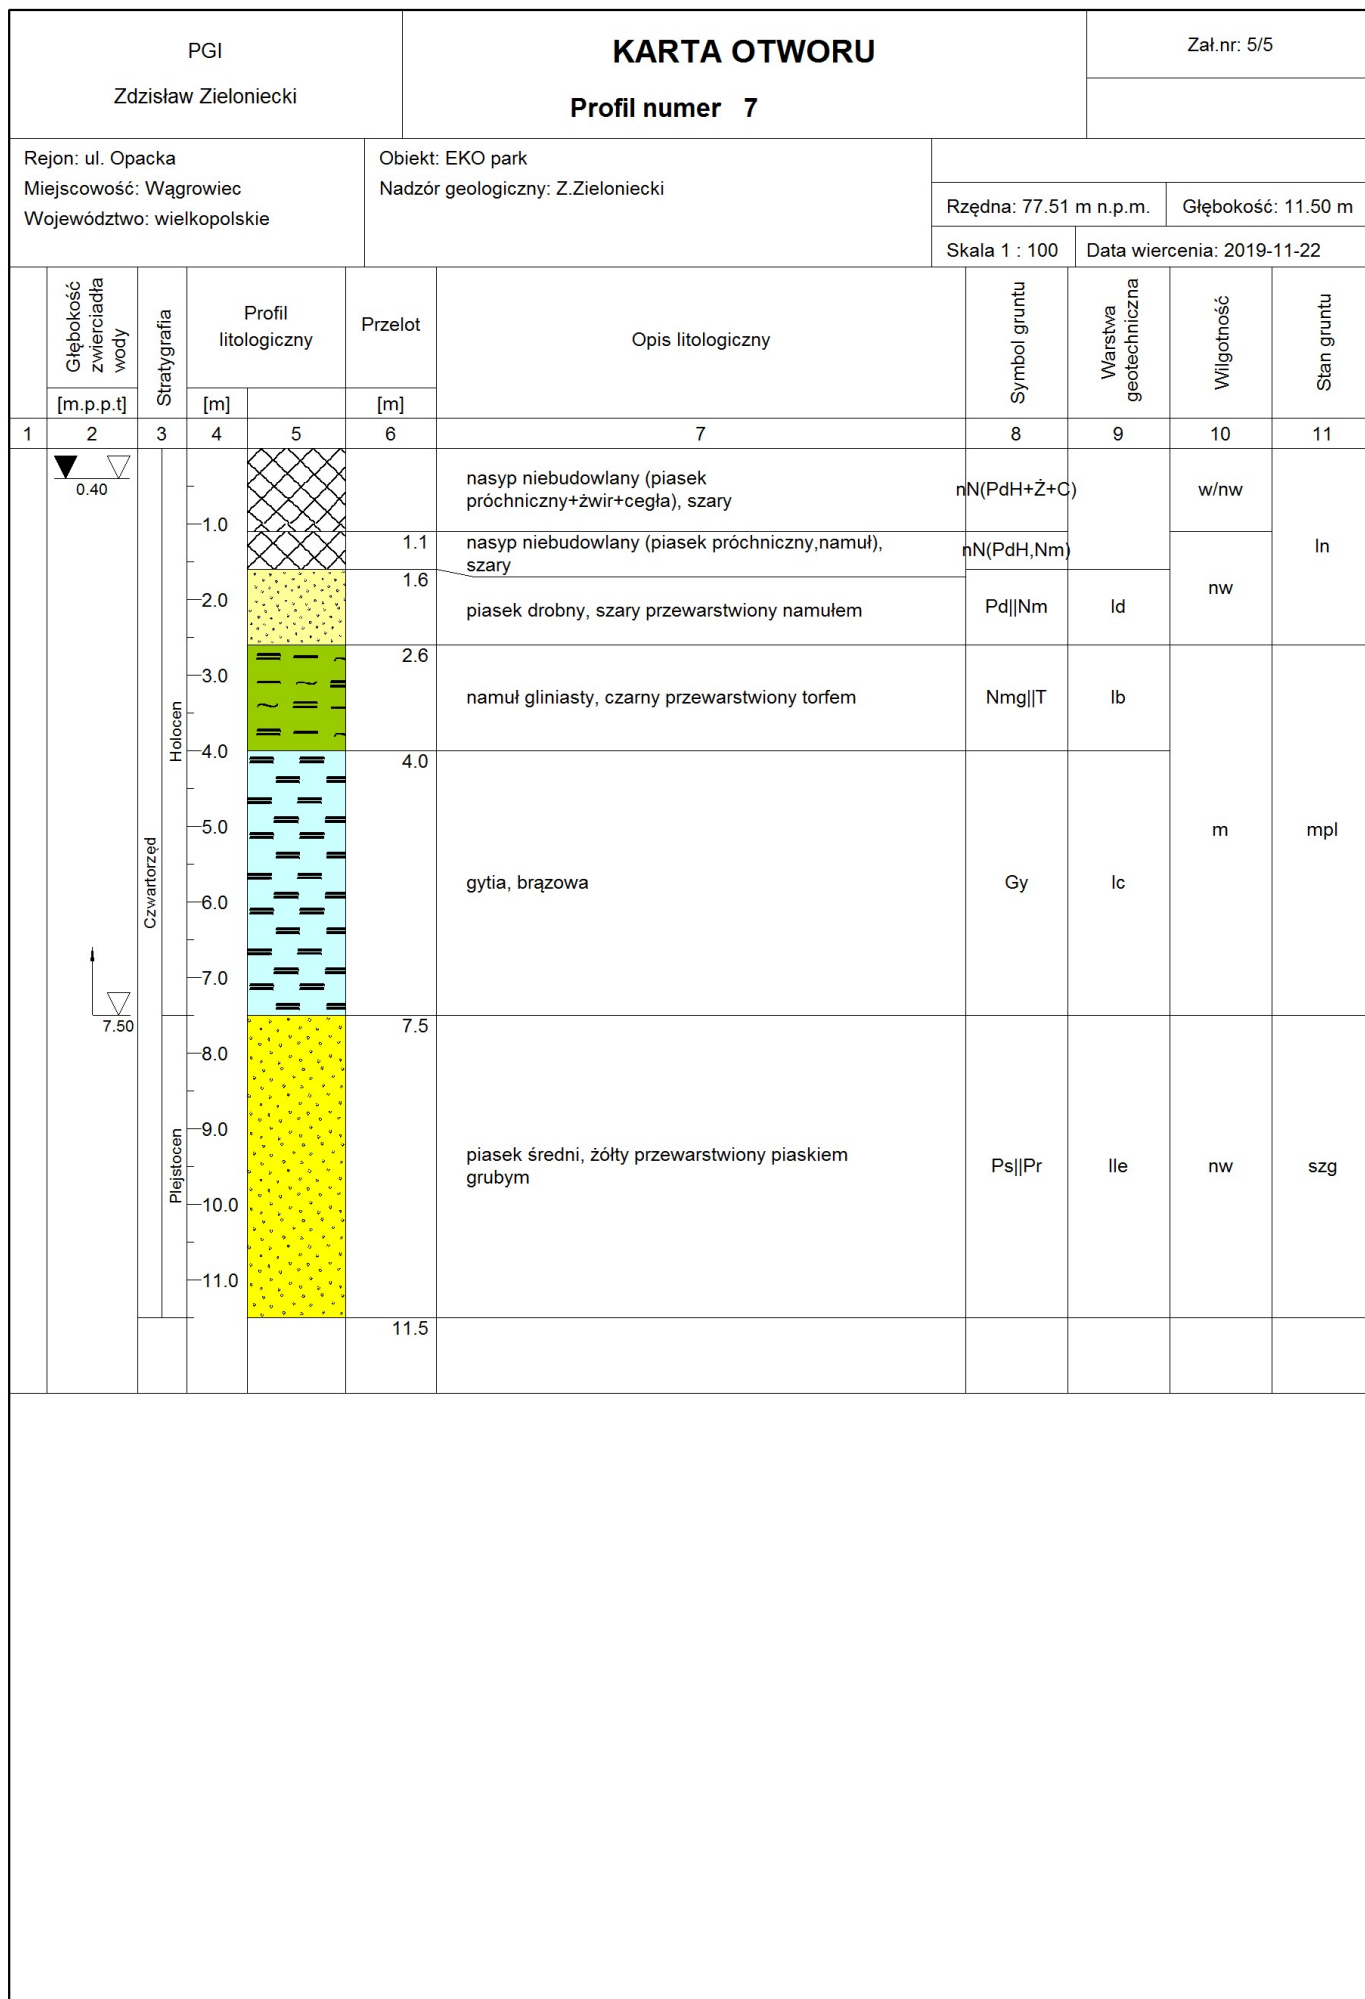 PGI
Zdzisław Zieloniecki
KARTA OTWORU
Profil numer 7
Zał.nr: 5/5
Rejon: ul. Opacka
Miejscowość: Wągrowiec
Województwo: wielkopolskie
Obiekt: EKO park
Nadzór geologiczny: Z.Zieloniecki
Rzędna: 77.51 m n.p.m.
Głębokość: 11.50 m
Skala 1 : 100
Data wiercenia: 2019-11-22
Głębokość
zwierciadła
wody
[m.p.p.t]
Stratygrafia
Profil
litologiczny
[m]
Przelot
[m]
Opis litologiczny
Symbol gruntu
Warstwa
geotechniczna
Wilgotność
Stan gruntu
1 2 3 4 5 6 7 8 9 10 11
0.40
nasyp niebudowlany (piasek
próchniczny+żwir+cegła), szary
nN(PdH+Ż+C)
w/nw
1.0
1.1
nasyp niebudowlany (piasek próchniczny,namuł),
szary
nN(PdH,Nm)
ln
1.6
2.0
piasek drobny, szary przewarstwiony namułem
Pd||Nm
Id
nw
2.6
3.0
namuł gliniasty, czarny przewarstwiony torfem
Nmg||T
Ib
Holocen
4.0
4.0
5.0
m
mpl
Czwartorzęd
gytia, brązowa
Gy
Ic
6.0
7.0
7.50
7.5
8.0
9.0
Plejstocen
piasek średni, żółty przewarstwiony piaskiem
grubym
Ps||Pr
IIe
nw
szg
10.0
11.0
11.5